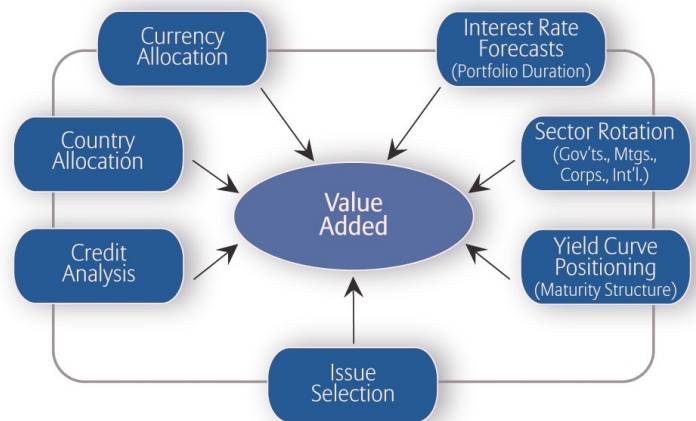 Currency
Allocation
Interest Rate
Forecasts
(Portfolio Duration)
Country
Allocation
Sector Rotation
(Gov'ts., Mtgs.,
Corps., Int'l.)
Value
Added
Credit
Analysis
Yield Curve
Positioning
(Maturity Structure)
Issue
Selection